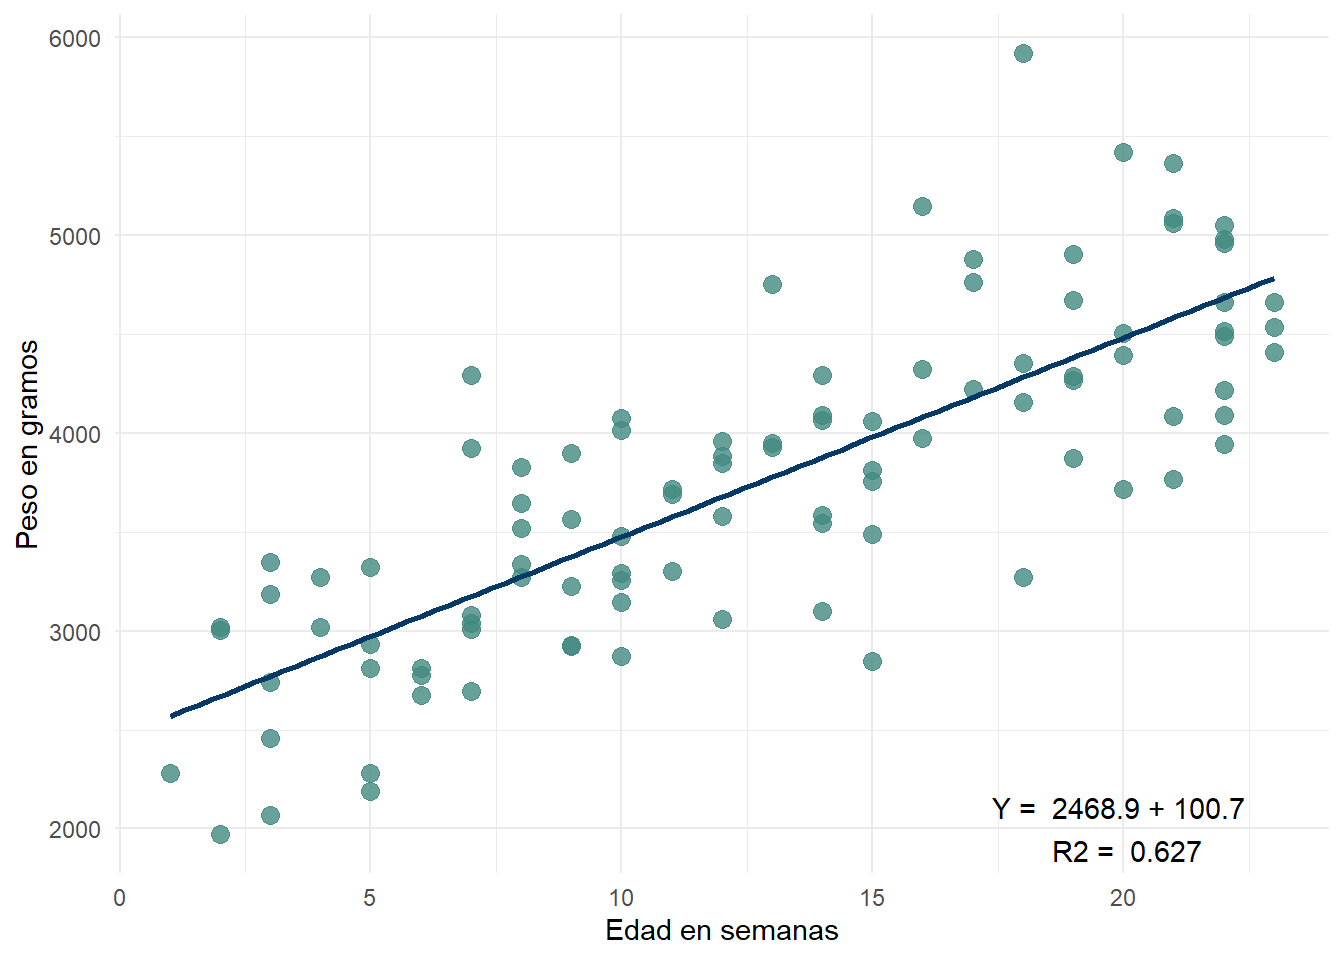 6000
5000
4000
3000
2000
Peso en gramos
Y =  2468.9 + 100.7
R2 =  0.627
0 5 10 15 20
Edad en semanas